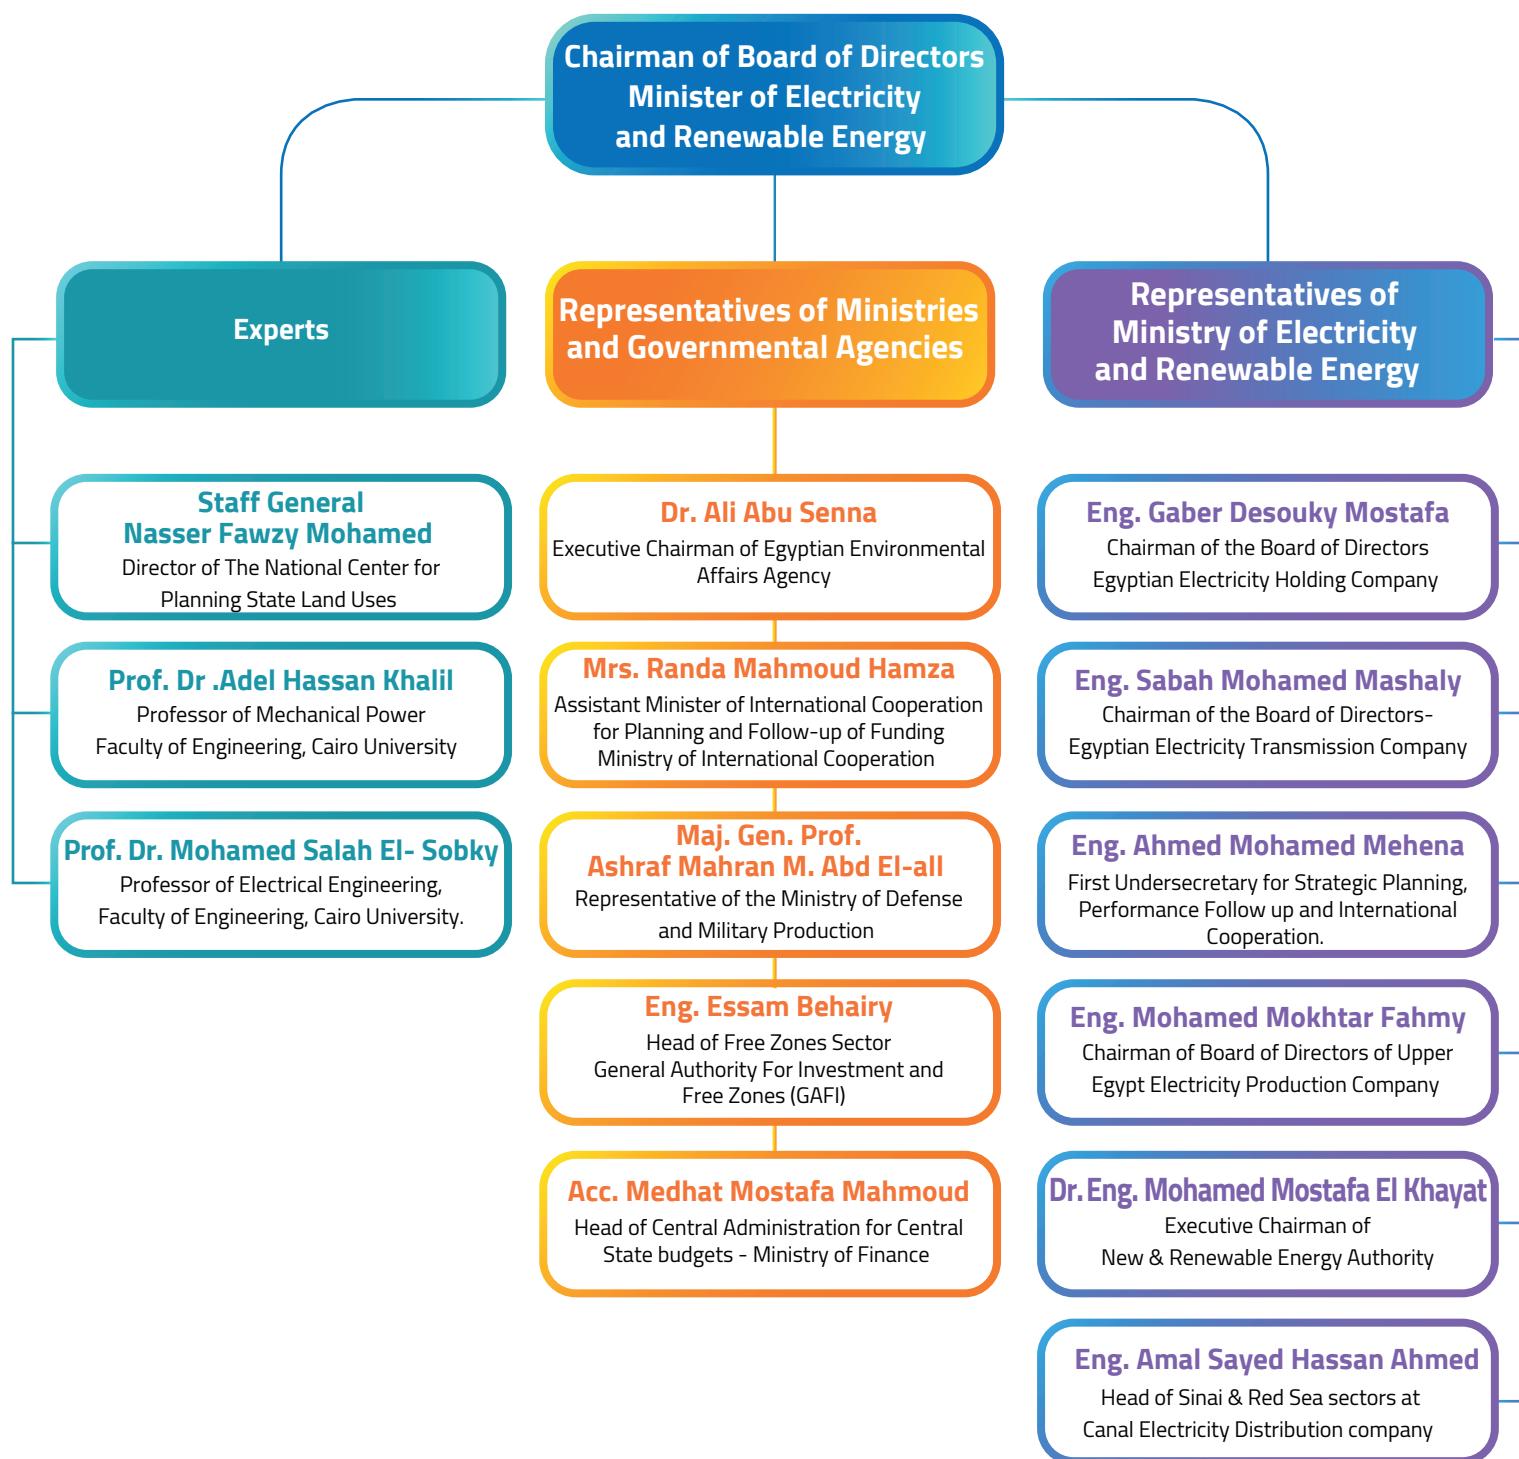 Chairman of Board of Directors
Minister of Electricity
and Renewable Energy
Experts
Staff General
Nasser Fawzy Mohamed
Director of The National Center for
Planning State Land Uses
Prof. Dr .Adel Hassan Khalil
Professor of Mechanical Power
Faculty of Engineering, Cairo University
Prof. Dr. Mohamed Salah El- Sobky
Professor of Electrical Engineering,
Faculty of Engineering, Cairo University.
Representatives of Ministries
and Governmental Agencies
Dr. Ali Abu Senna
Executive Chairman of Egyptian Environmental
Affairs Agency
Mrs. Randa Mahmoud Hamza
Assistant Minister of International Cooperation
for Planning and Follow-up of Funding
Ministry of International Cooperation
Maj. Gen. Prof.
Ashraf Mahran M. Abd El-all
Representative of the Ministry of Defense
and Military Production
Eng. Essam Behairy
Head of Free Zones Sector
General Authority For Investment and
Free Zones (GAFI)
Acc. Medhat Mostafa Mahmoud
Head of Central Administration for Central
State budgets - Ministry of Finance
Representatives of
Ministry of Electricity
and Renewable Energy
Eng. Gaber Desouky Mostafa
Chairman of the Board of Directors
Egyptian Electricity Holding Company
Eng. Sabah Mohamed Mashaly
Chairman of the Board of Directors-
Egyptian Electricity Transmission Company
Eng. Ahmed Mohamed Mehena
First Undersecretary for Strategic Planning,
Performance Follow up and International
Cooperation.
Eng. Mohamed Mokhtar Fahmy
Chairman of Board of Directors of Upper
Egypt Electricity Production Company
Dr. Eng. Mohamed Mostafa El Khayat
Executive Chairman of
New & Renewable Energy Authority
Eng. Amal Sayed Hassan Ahmed
Head of Sinai & Red Sea sectors at
Canal Electricity Distribution company